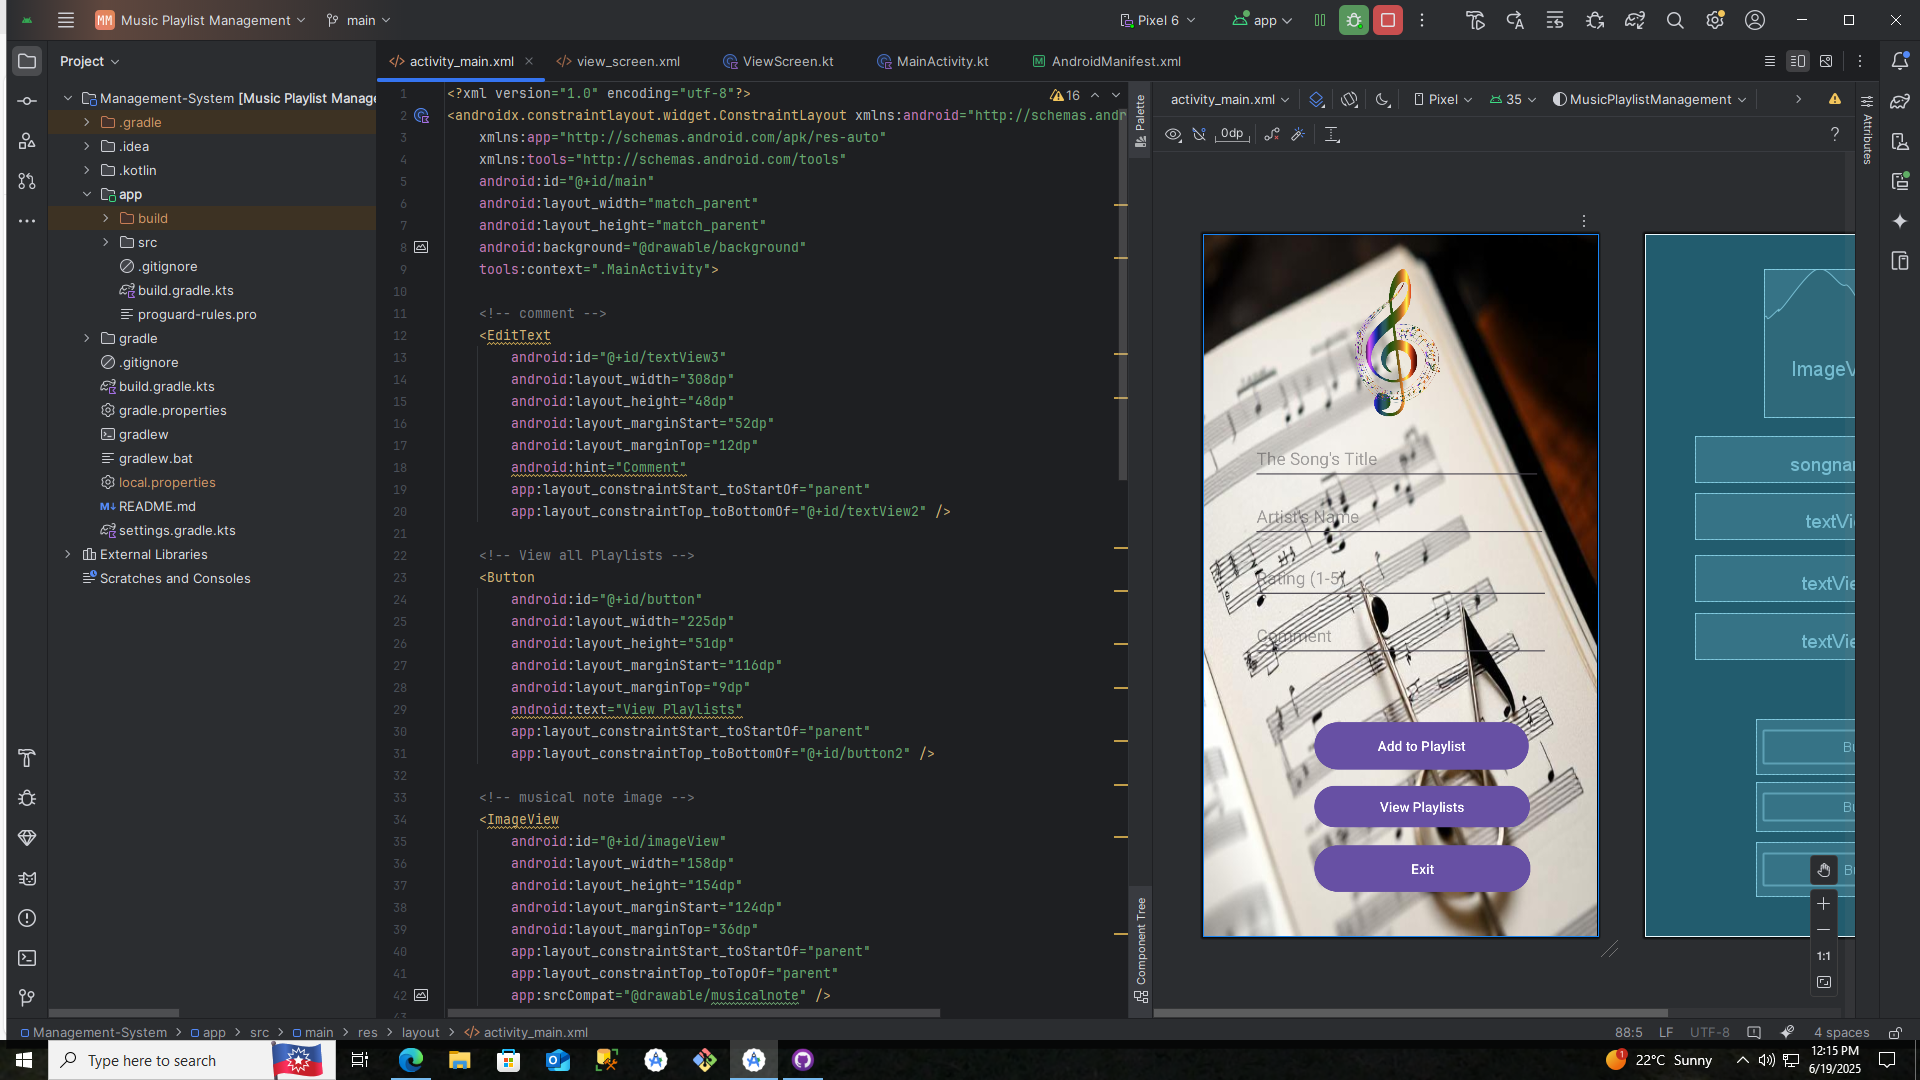 MM Music Playlist Management
main
Pixel 6
app
Project
activity_main.xml
view_screen.xml
ViewScreen.kt
MainActivity.kt
AndroidManifest.xml
Management-System [Music Playlist Manage
.gradle
.idea
.kotlin
app
build
src
.gitignore
build.gradle.kts
proguard-rules.pro
gradle
.gitignore
build.gradle.kts
gradle.properties
gradlew
gradlew.bat
local.properties
README.md
settings.gradle.kts
External Libraries
Scratches and Consoles
16
1 <?xml version="1.0" encoding="utf-8"?>
2 <androidx.constraintlayout.widget.ConstraintLayout xmlns:android="http://schemas.andr
3 xmlns:app="http://schemas.android.com/apk/res-auto"
4 xmlns:tools="http://schemas.android.com/tools"
5 android:id="@+id/main"
6 android:layout_width="match_parent"
7 android:layout_height="match_parent"
8 android:background="@drawable/background"
9 tools:context=".MainActivity">
10
11 <!-- comment -->
12 <EditText
13 android:id="@+id/textView3"
14 android:layout_width="308dp"
15 android:layout_height="48dp"
16 android:layout_marginStart="52dp"
17 android:layout_marginTop="12dp"
18 android:hint="Comment"
19 app:layout_constraintStart_toStartOf="parent"
20 app:layout_constraintTop_toBottomOf="@+id/textView2" />
21
22 <!-- View all Playlists -->
23 <Button
24 android:id="@+id/button"
25 android:layout_width="225dp"
26 android:layout_height="51dp"
27 android:layout_marginStart="116dp"
28 android:layout_marginTop="9dp"
29 android:text="View Playlists"
30 app:layout_constraintStart_toStartOf="parent"
31 app:layout_constraintTop_toBottomOf="@+id/button2" />
32
33 <!-- musical note image -->
34 <ImageView
35 android:id="@+id/imageView"
36 android:layout_width="158dp"
37 android:layout_height="154dp"
38 android:layout_marginStart="124dp"
39 android:layout_marginTop="36dp"
40 app:layout_constraintStart_toStartOf="parent"
41 app:layout_constraintTop_toTopOf="parent"
42 app:srcCompat="@drawable/musicalnote" />
Palette
Component Tree
activity_main.xml
Pixel
35
MusicPlaylistManagement
0dp
?
Attributes
The Song's Title
Artist's Name
Rating (1-5)
Comment
Add to Playlist
View Playlists
Exit
ImageV
songnar
textVie
textVie
textVie
Bu
Bu
Bu
1:1
Management-System > app > src > main > res > layout > activity_main.xml
88:5 LF UTF-8 4 spaces
Type here to search
1
22°C Sunny
12:15 PM
6/19/2025